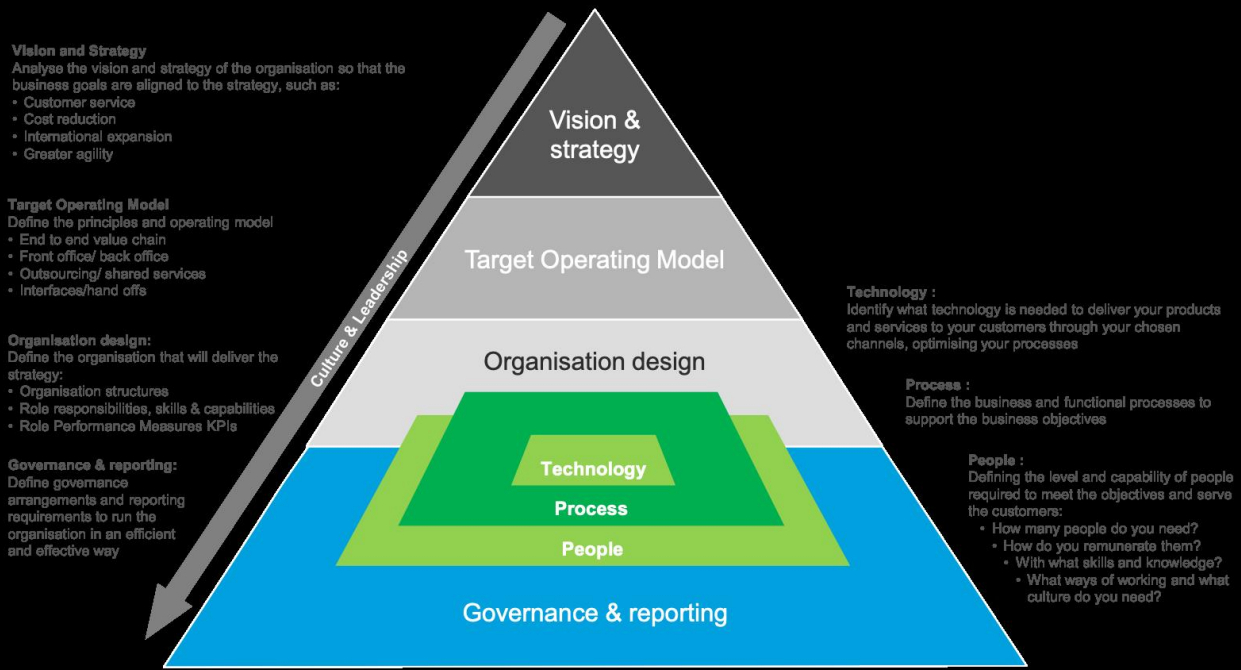 Vision and Strategy
Analyse the vision and strategy of the organisation so that the
business goals are aligned to the strategy, such as:
• Customer service
• Cost reduction
• International expansion
• Greater agility
Target Operating Model
Define the principles and operating model
• End to end value chain
• Front office/ back office
• Outsourcing/ shared services
• Interfaces/hand offs
Organisation design:
Define the organisation that will deliver the
strategy:
• Organisation structures
• Role responsibilities, skills & capabilities
• Role Performance Measures KPIs
Governance & reporting:
Define governance
arrangements and reporting
requirements to run the
organisation in an efficient
and effective way
Culture & Leadership
Vision &
strategy
Target Operating Model
Organisation design
Technology
Process
People
Governance & reporting
Technology :
Identify what technology is needed to deliver your products
and services to your customers through your chosen
channels, optimising your processes
Process :
Define the business and functional processes to
support the business objectives
People :
Defining the level and capability of people
required to meet the objectives and serve
the customers:
• How many people do you need?
• How do you remunerate them?
• With what skills and knowledge?
• What ways of working and what
culture do you need?